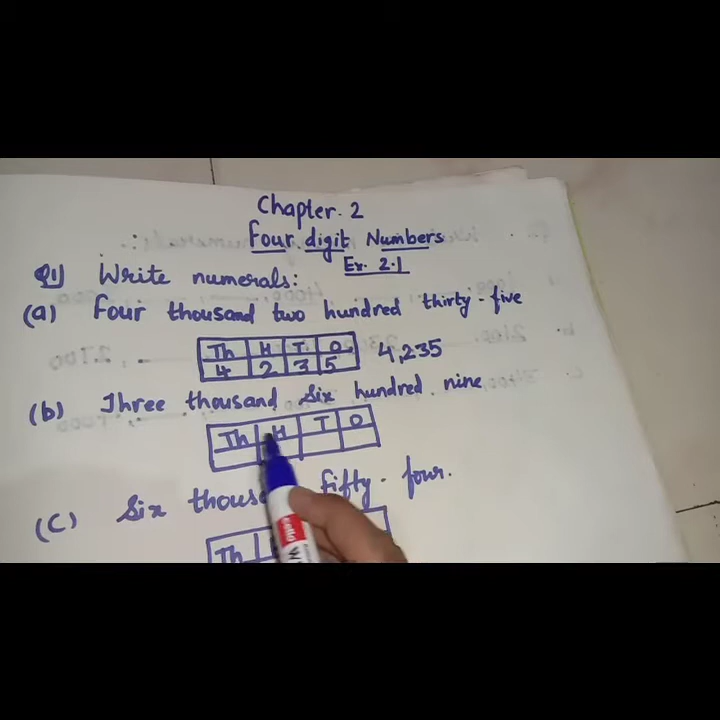 Chapter. 2
Four digit Numbers
Ex. 2.1
Q1) Write numerals:
(a) Four thousand two hundred thirty-five
Th H T O
4 2 3 5
4,235
(b) Three thousand Six hundred nine
Th H T O
(C) Six fifty-four.
Th
cello